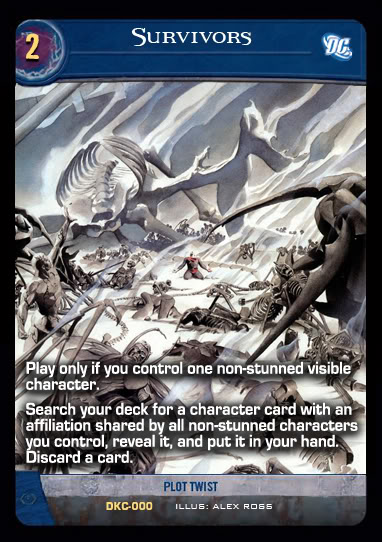 2
Survivors
DC
Play only if you control one non-stunned visible
character.
Search your deck for a character card with an
affiliation shared by all non-stunned characters
you control, reveal it, and put it in your hand.
Discard a card.
PLOT TWIST
DKC-000 ILLUS: ALEX ROSS